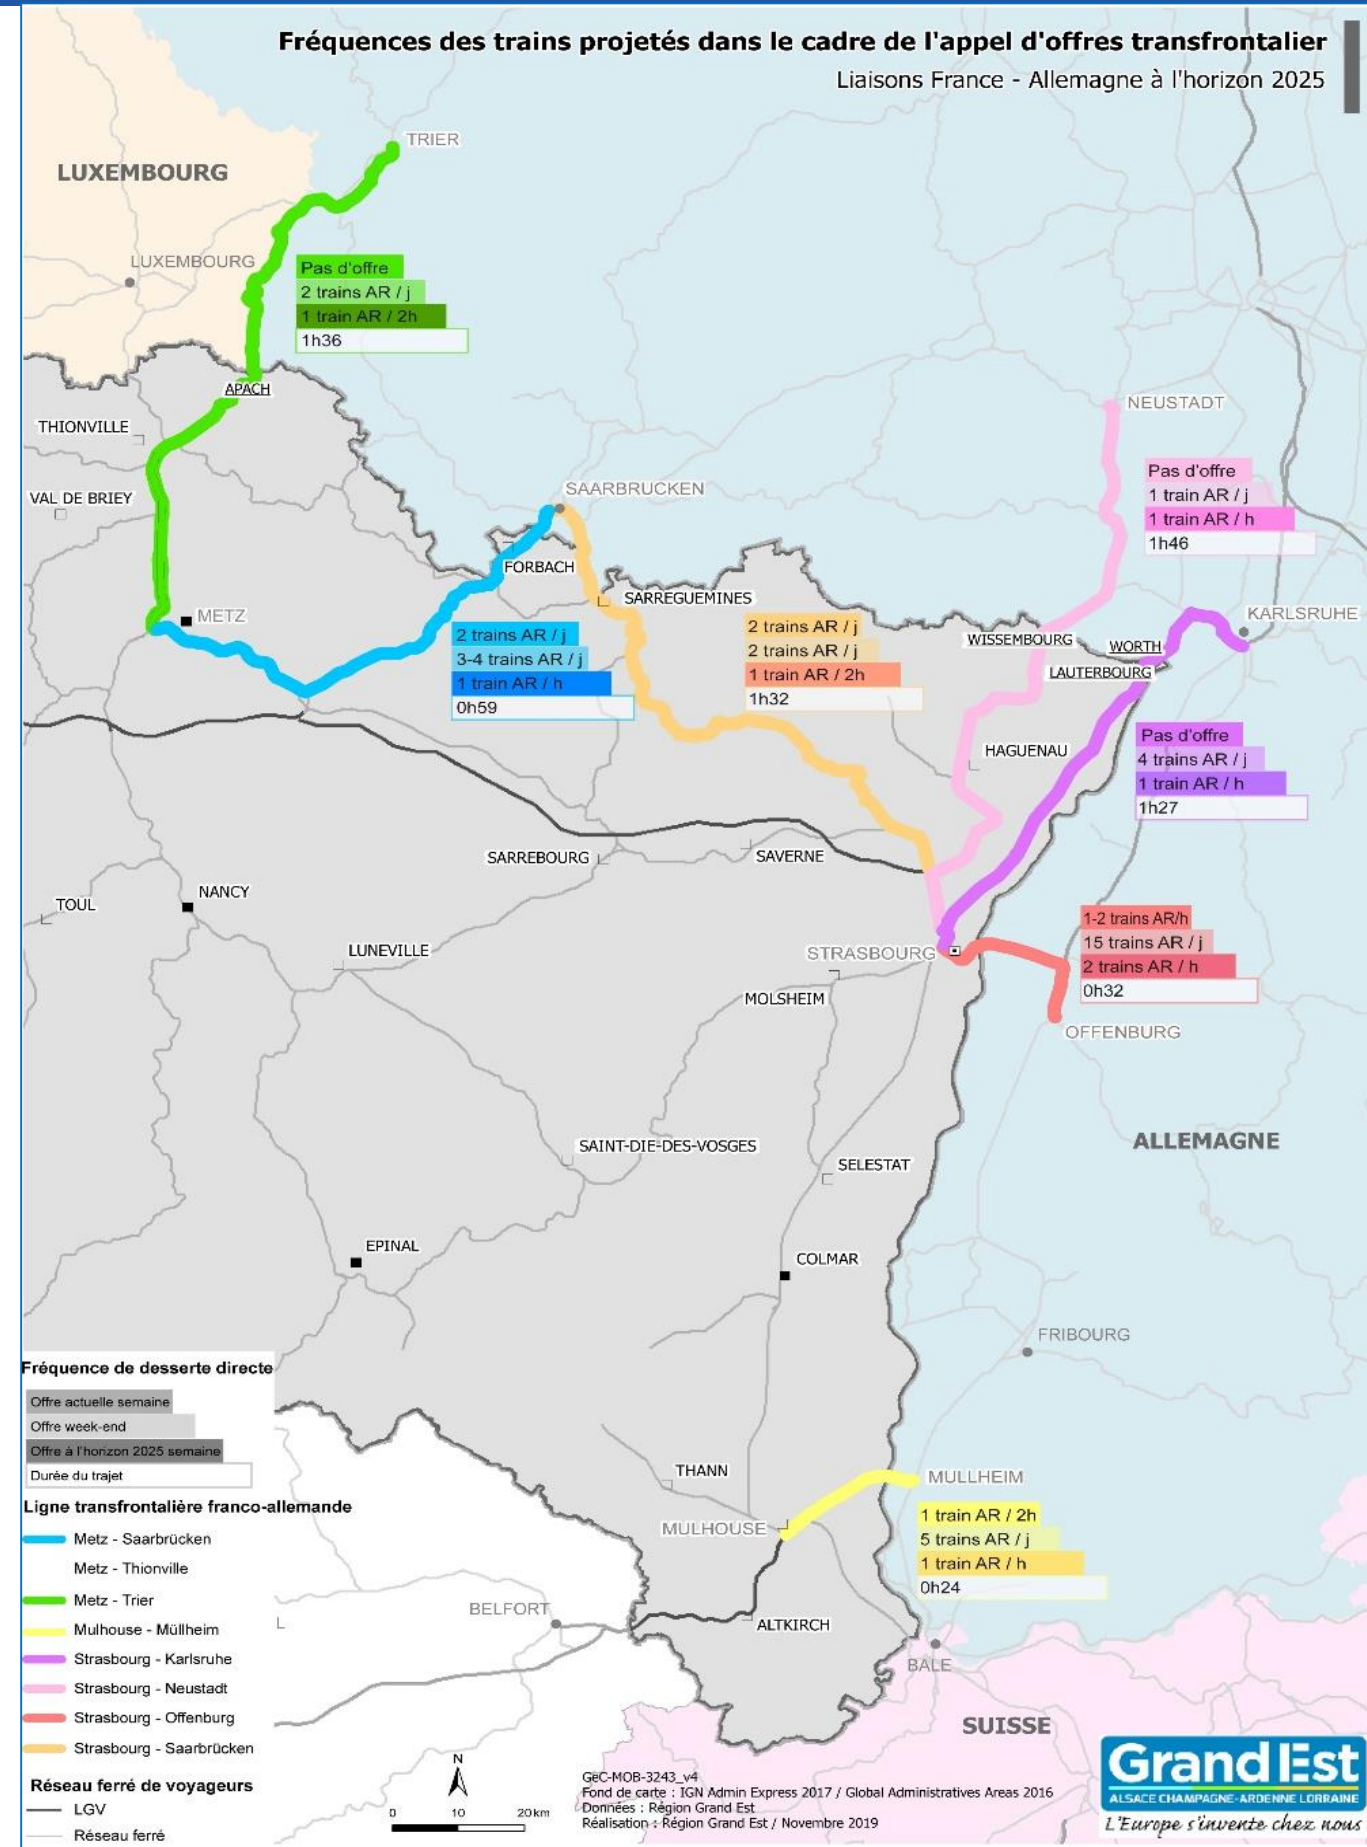 Fréquences des trains projetés dans le cadre de l'appel d'offres transfrontalier
Liaisons France - Allemagne à l'horizon 2025
TRIER
LUXEMBOURG
LUXEMBOURG
Pas d'offre
2 trains AR / j
1 train AR / 2h
1h36
APACH
THIONVILLE
VAL DE BRIEY
METZ
SAARBRUCKEN
FORBACH
SARREGUEMINES
2 trains AR / j
3-4 trains AR / j
1 train AR / h
0h59
2 trains AR / j
2 trains AR / j
1 train AR / 2h
1h32
NEUSTADT
Pas d'offre
1 train AR / j
1 train AR / h
1h46
KARLSRUHE
WISSEMBOURG
WORTH
LAUTERBOURG
HAGUENAU
Pas d'offre
4 trains AR / j
1 train AR / h
1h27
SARREBOURG
SAVERNE
NANCY
TOUL
LUNEVILLE
STRASBOURG
MOLSHEIM
1-2 trains AR/h
15 trains AR / j
2 trains AR / h
0h32
OFFENBURG
ALLEMAGNE
SAINT-DIE-DES-VOSGES
SELESTAT
EPINAL
COLMAR
FRIBOURG
THANN
MULHOUSE
MULLHEIM
1 train AR / 2h
5 trains AR / j
1 train AR / h
0h24
BELFORT
ALTKIRCH
BALE
SUISSE
Fréquence de desserte directe
Offre actuelle semaine
Offre week-end
Offre à l'horizon 2025 semaine
Durée du trajet
Ligne transfrontalière franco-allemande
Metz - Saarbrücken
Metz - Thionville
Metz - Trier
Mulhouse - Müllheim
Strasbourg - Karlsruhe
Strasbourg - Neustadt
Strasbourg - Offenburg
Strasbourg - Saarbrücken
Réseau ferré de voyageurs
LGV
Réseau ferré
N
0 10 20 km
GeC-MOB-3243_v4
Fond de carte : IGN Admin Express 2017 / Global Administratives Areas 2016
Données : Région Grand Est
Réalisation : Région Grand Est / Novembre 2019
Grand Est
ALSACE CHAMPAGNE-ARDENNE LORRAINE
L'Europe s'invente chez nous